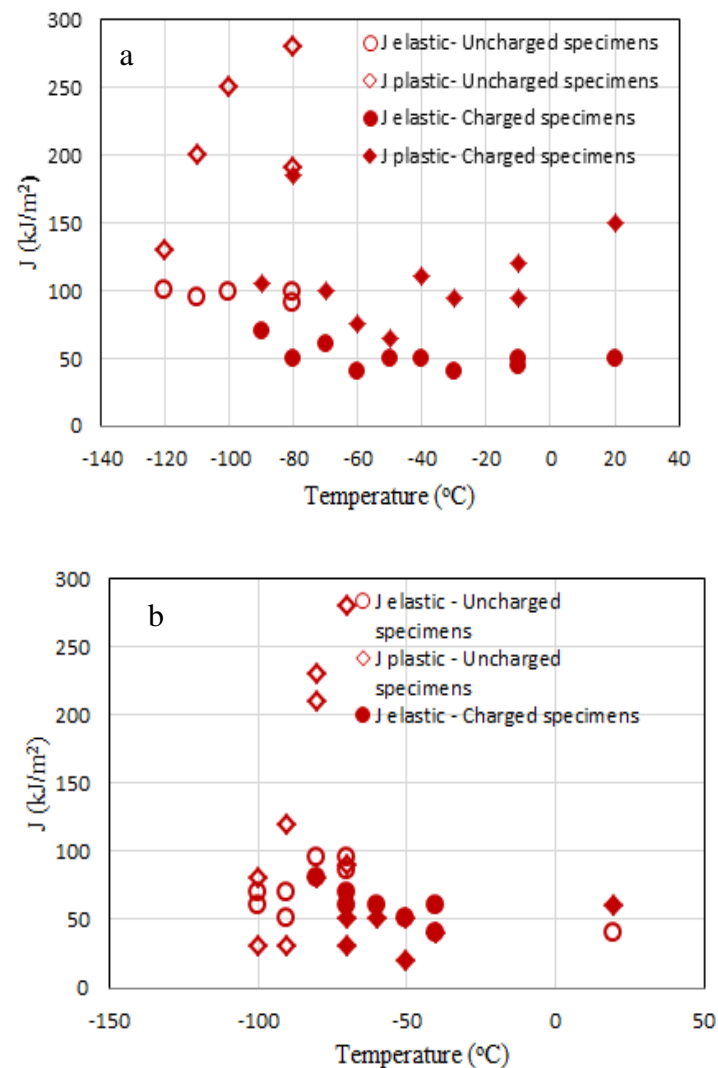 a
300
250
200
150
100
50
0
J (kJ/m²)
J elastic- Uncharged specimens
J plastic- Uncharged specimens
J elastic- Charged specimens
J plastic- Charged specimens
-140 -120 -100 -80 -60 -40 -20 0 20 40
Temperature (°C)
b
300
250
200
150
100
50
0
J (kJ/m²)
J elastic - Uncharged
specimens
J plastic - Uncharged
specimens
J elastic - Charged specimens
-150 -100 -50 0 50
Temperature (°C)